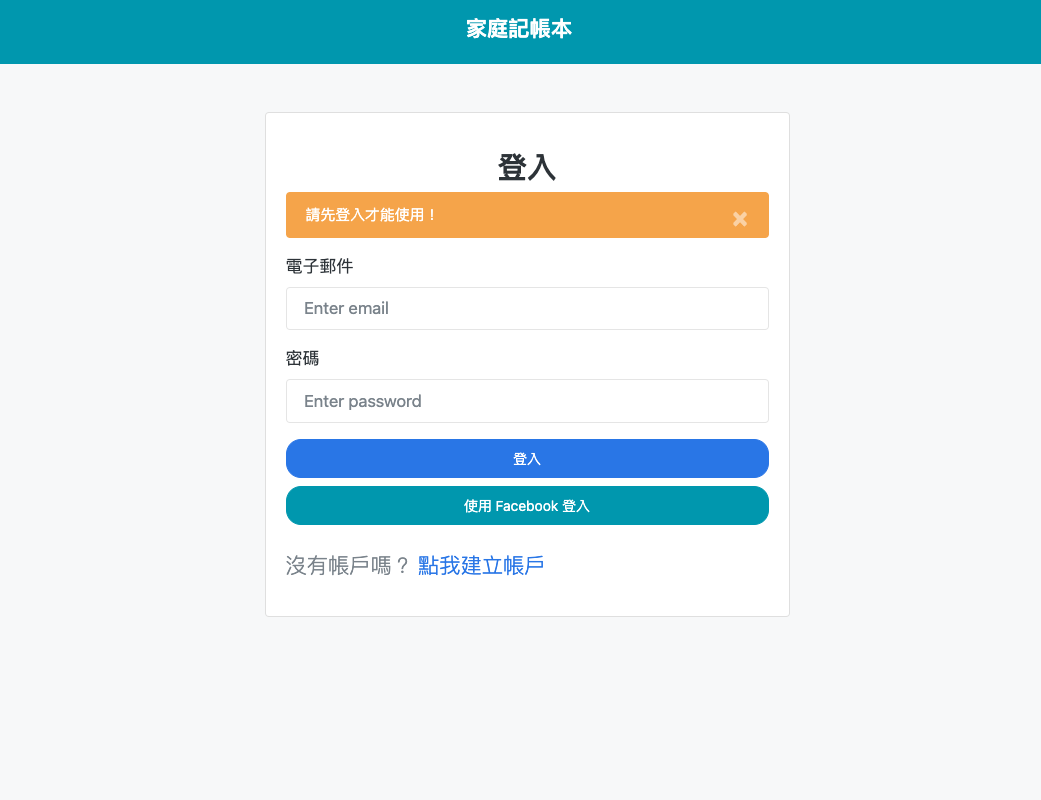 家庭記帳本
登入
請先登入才能使用！
電子郵件
Enter email
密碼
Enter password
登入
使用 Facebook 登入
沒有帳戶嗎？ 點我建立帳戶